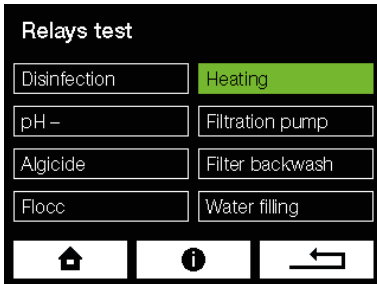 Relays test
Disinfection
Heating
pH –
Filtration pump
Algicide
Filter backwash
Flocc
Water filling